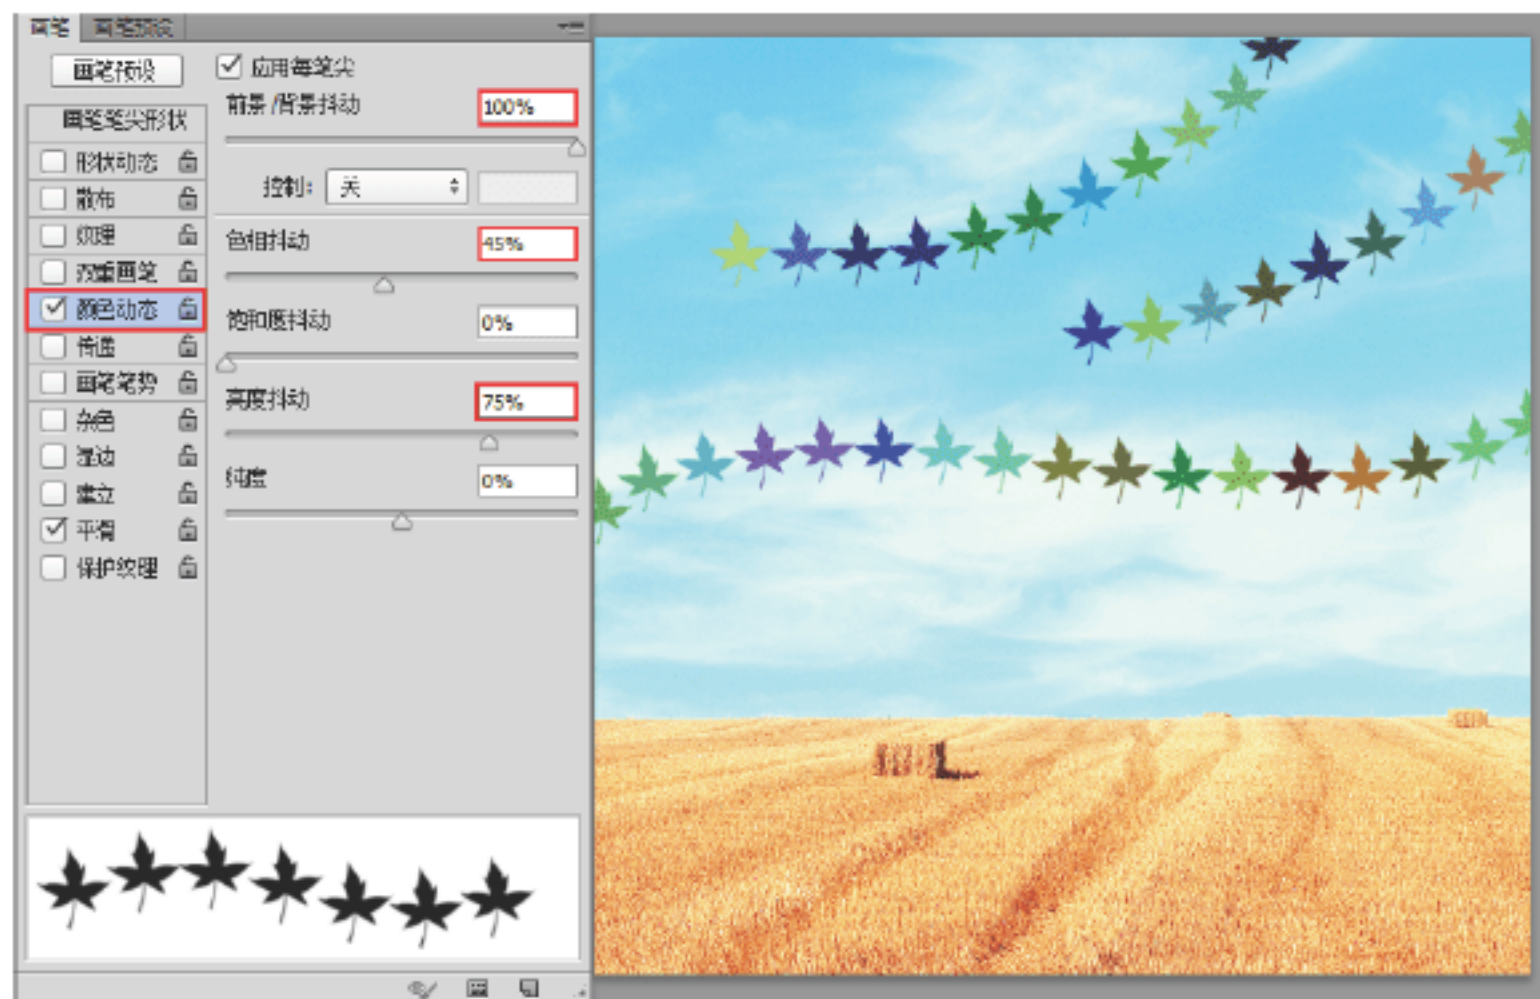 画笔 画笔预设
画笔预设
应用每笔尖
画笔笔尖形状
前景/背景抖动 100%
形状动态
控制: 关
散布
纹理
色相抖动 45%
双重画笔
颜色动态
饱和度抖动 0%
传递
画笔笔势
亮度抖动 75%
杂色
湿边
纯度 0%
建立
平滑
保护纹理